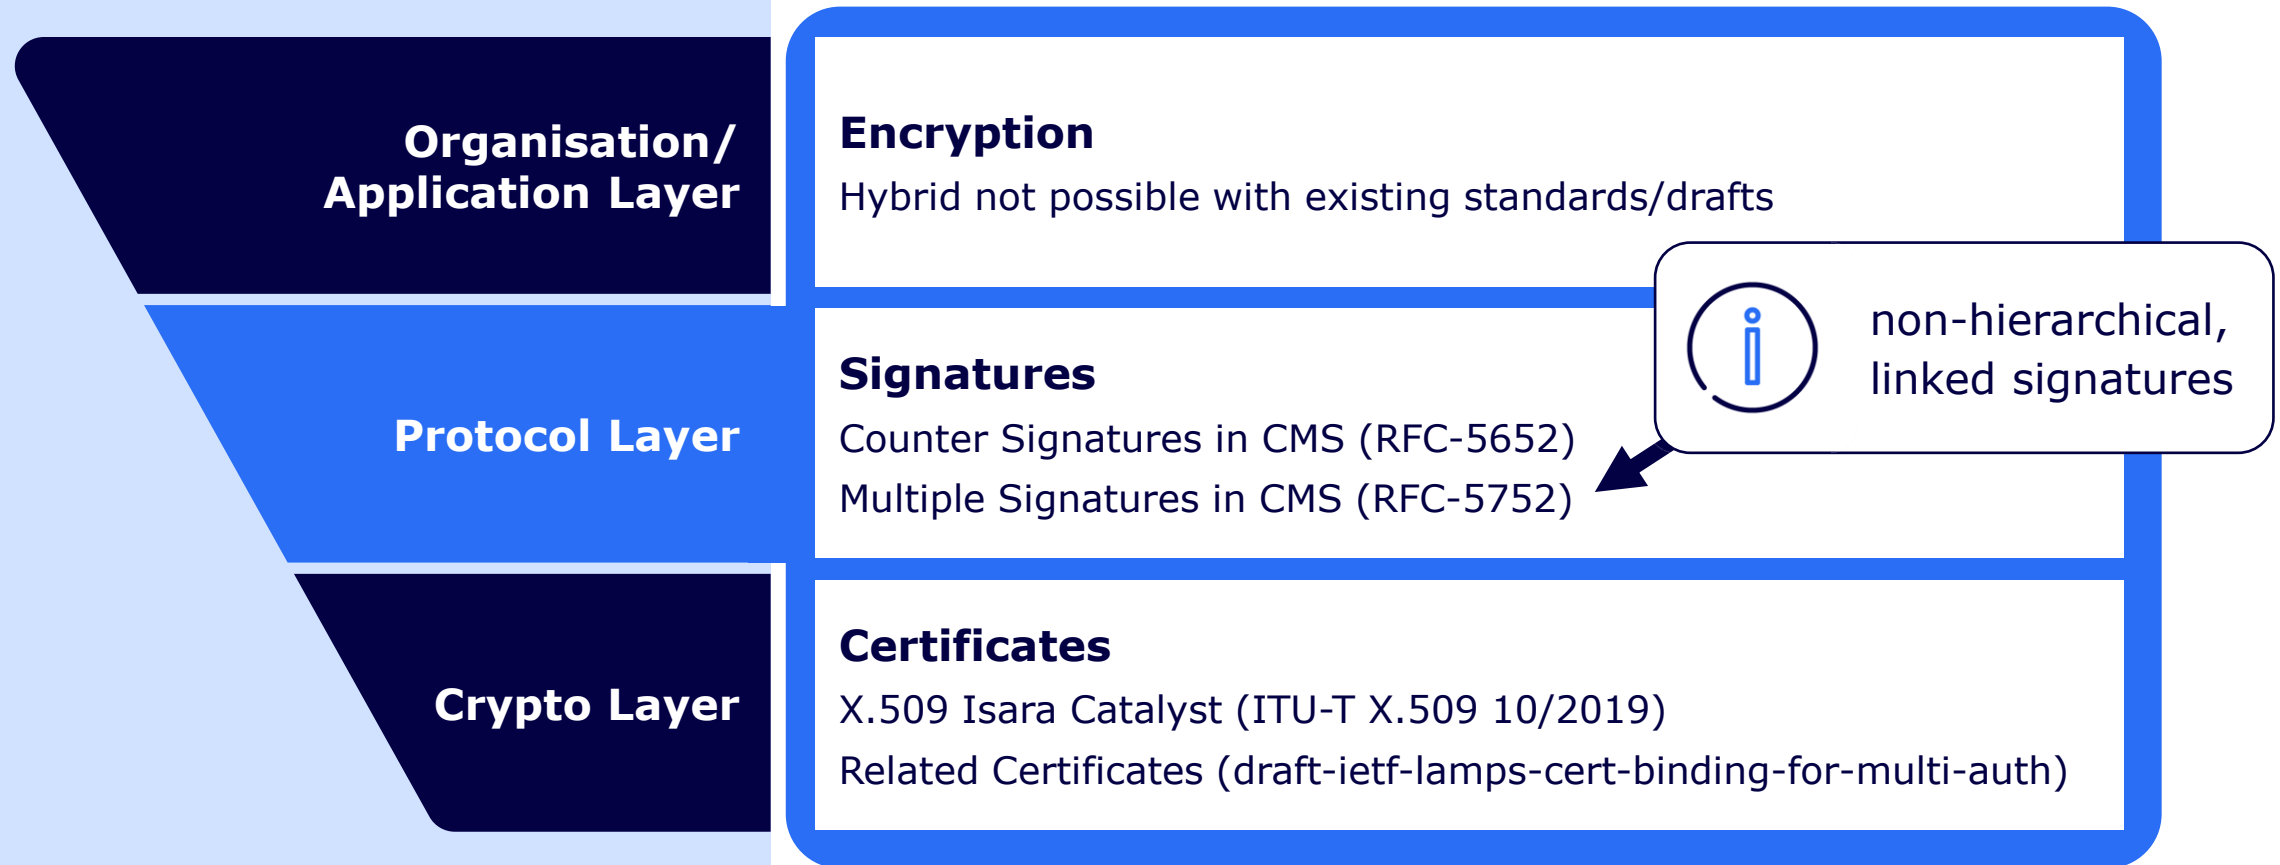 Organisation/
Application Layer
Encryption
Hybrid not possible with existing standards/drafts
non-hierarchical,
linked signatures
Protocol Layer
Signatures
Counter Signatures in CMS (RFC-5652)
Multiple Signatures in CMS (RFC-5752)
Crypto Layer
Certificates
X.509 Isara Catalyst (ITU-T X.509 10/2019)
Related Certificates (draft-ietf-lamps-cert-binding-for-multi-auth)